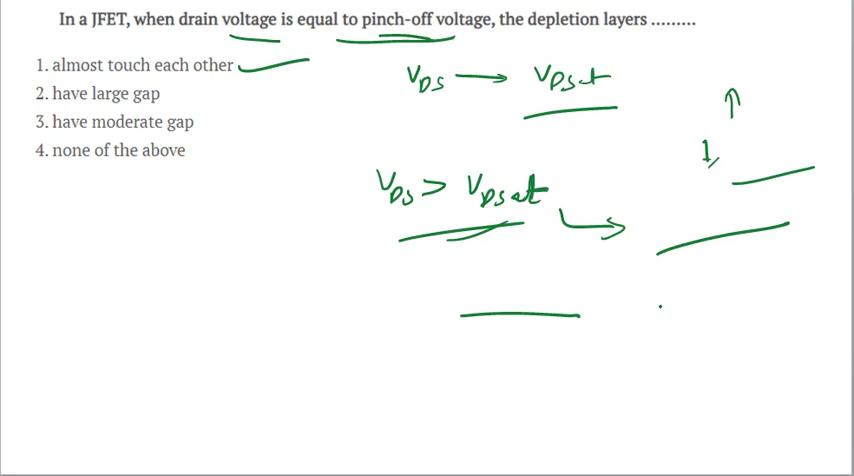 In a JFET, when drain voltage is equal to pinch-off voltage, the depletion layers .........
1. almost touch each other
2. have large gap
3. have moderate gap
4. none of the above
VDS → VDSat
VDS > VDSat